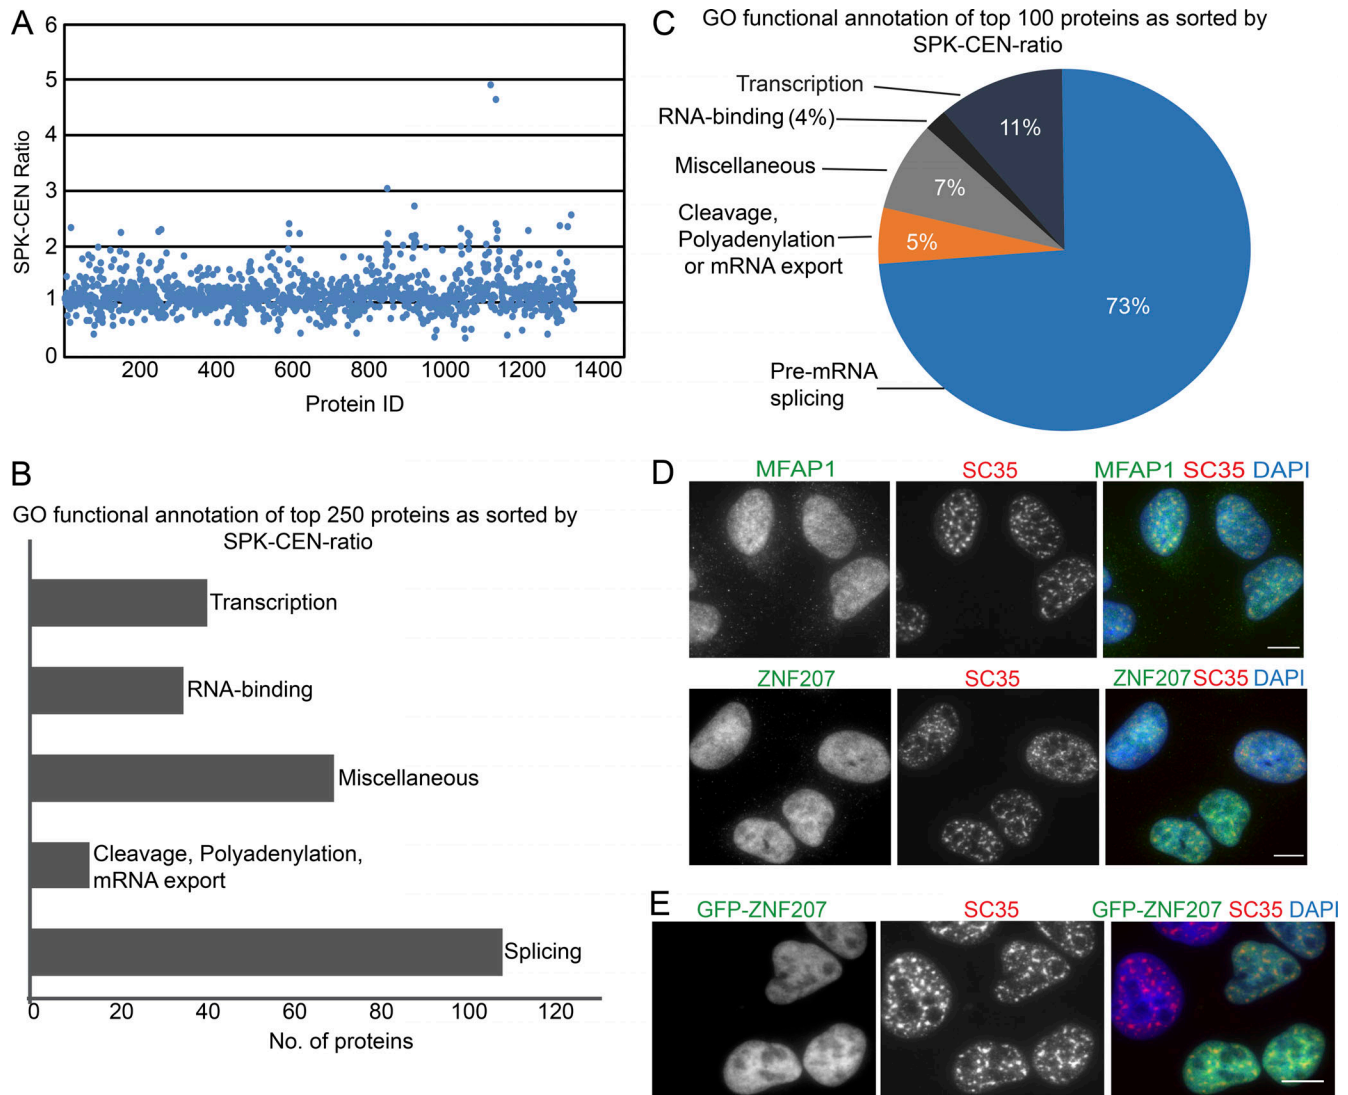 A
6
5
4
3
2
1
0
SPK-CEN Ratio
200 400 600 800 1000 1200 1400
Protein ID
B
GO functional annotation of top 250 proteins as sorted by
SPK-CEN-ratio
Transcription
RNA-binding
Miscellaneous
Cleavage, Polyadenylation,
mRNA export
Splicing
0 20 40 60 80 100 120
No. of proteins
C
GO functional annotation of top 100 proteins as sorted by
SPK-CEN-ratio
Transcription
RNA-binding (4%)
Miscellaneous
Cleavage,
Polyadenylation
or mRNA export
Pre-mRNA
splicing
11%
7%
5%
73%
D
MFAP1 SC35 MFAP1 SC35 DAPI
ZNF207 SC35 ZNF207 SC35 DAPI
E
GFP-ZNF207 SC35 GFP-ZNF207 SC35 DAPI